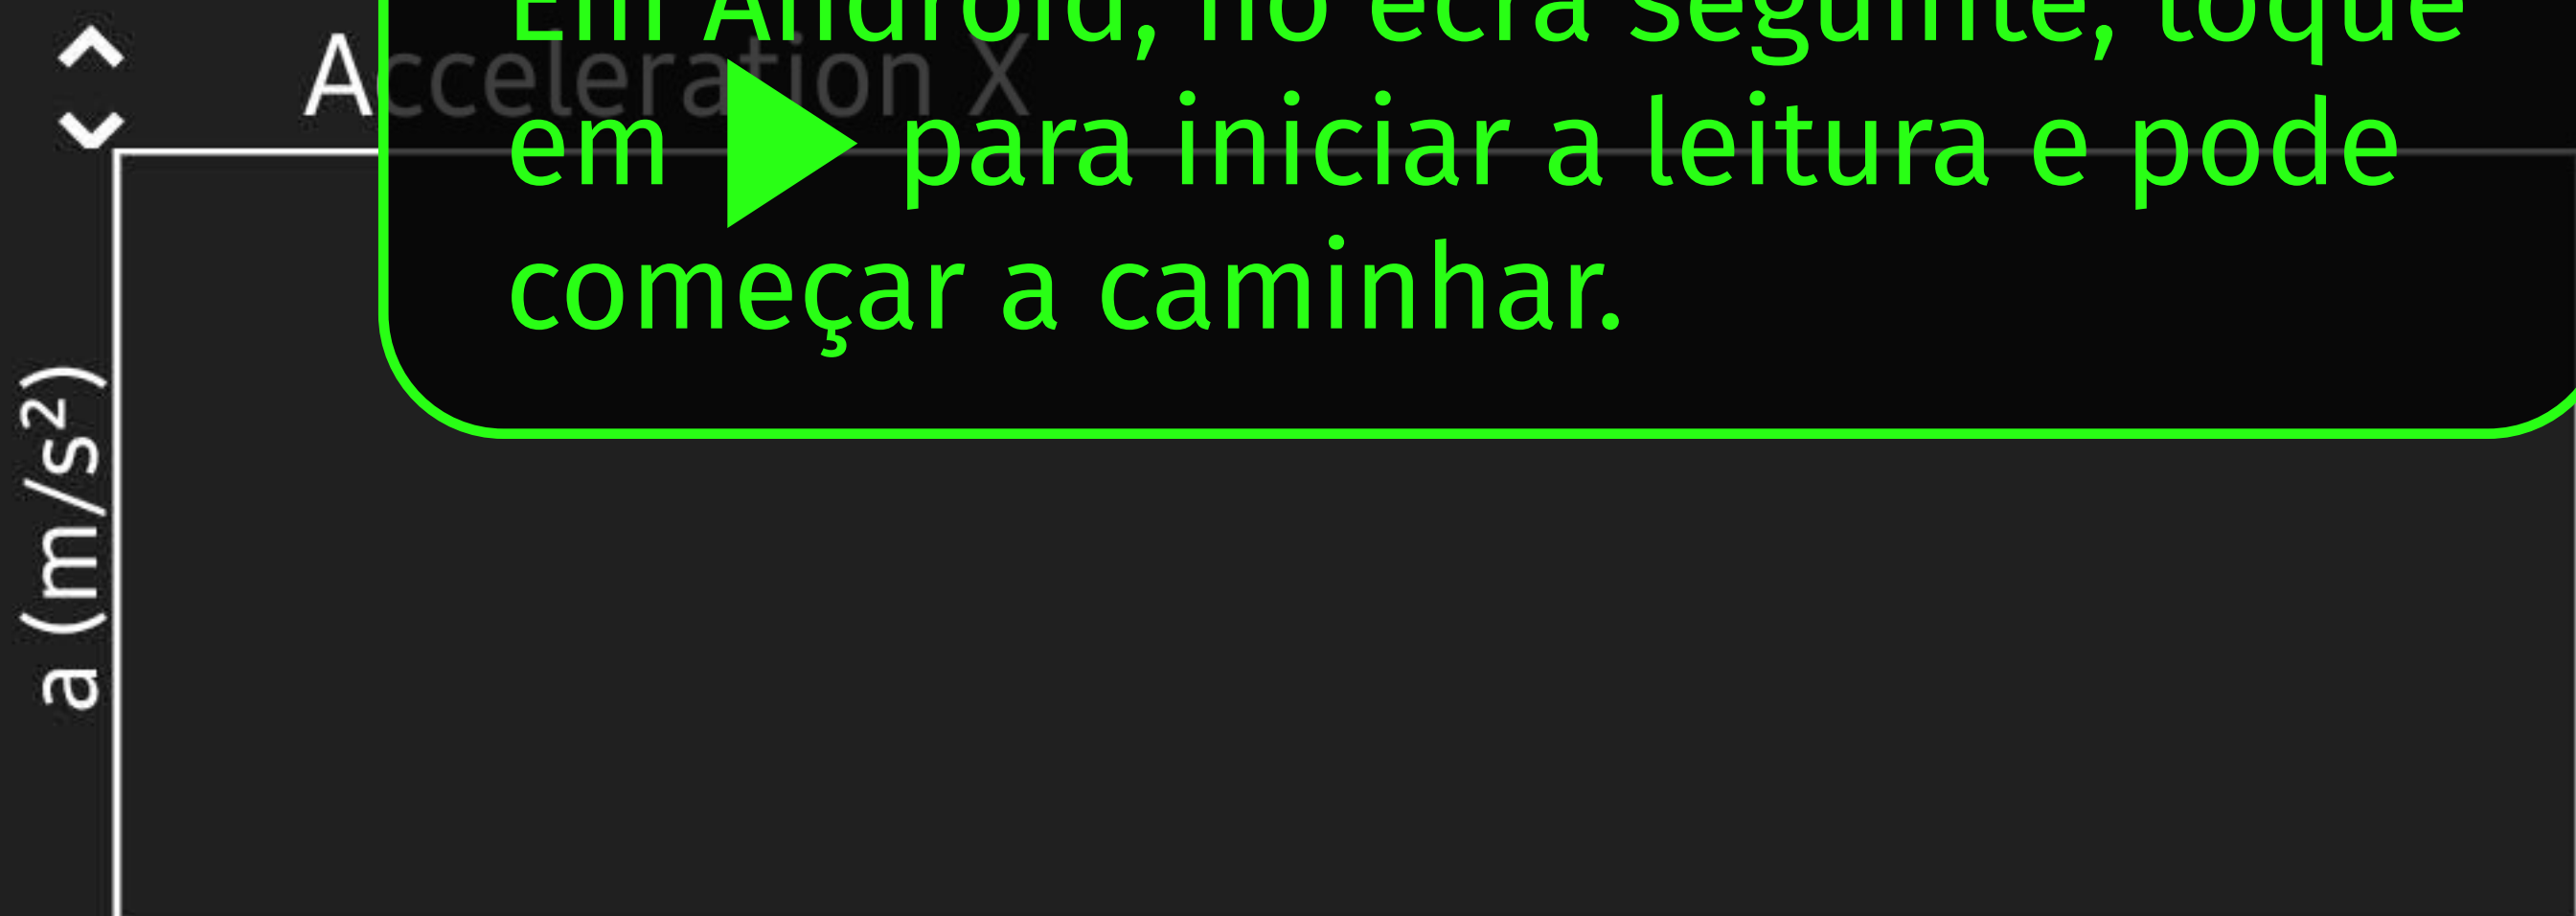 Em Android, no ecrã seguinte, toque
Acceleration X
em para iniciar a leitura e pode
começar a caminhar.
a (m/s²)